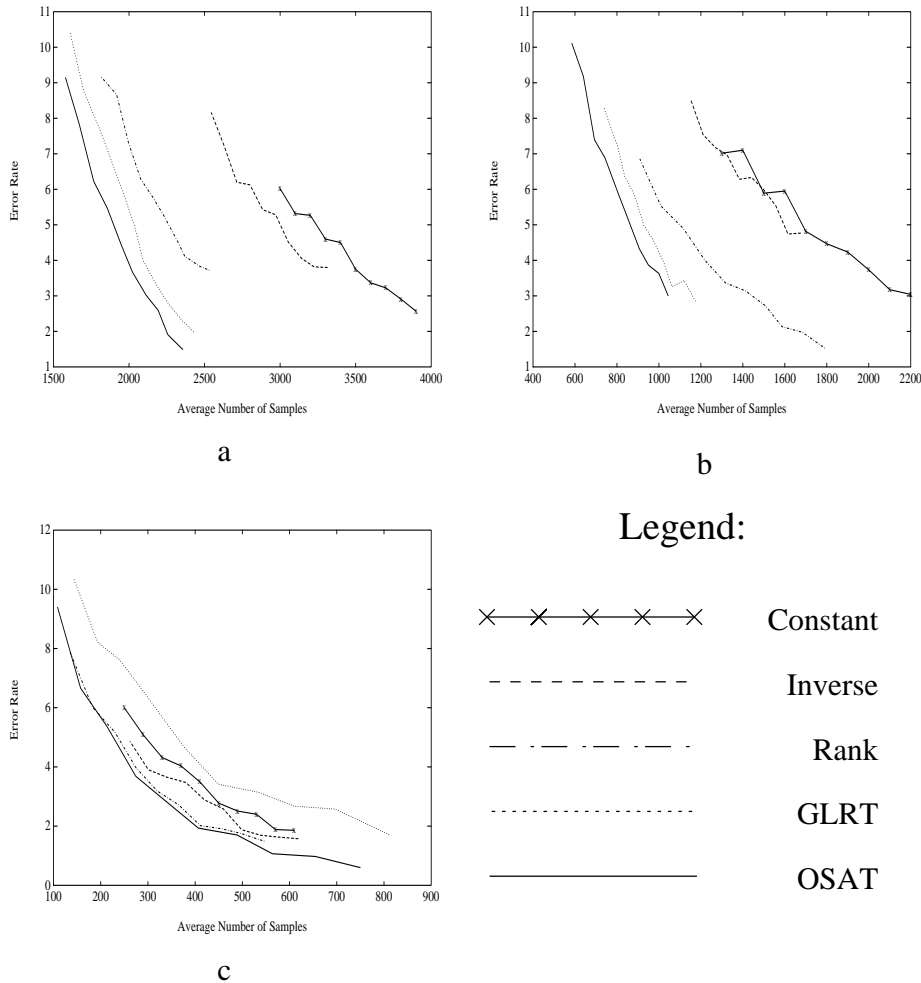 11
10
9
8
7
6
5
4
3
2
1
Error Rate
1500 2000 2500 3000 3500 4000
Average Number of Samples
a
11
10
9
8
7
6
5
4
3
2
1
Error Rate
400 600 800 1000 1200 1400 1600 1800 2000 2200
Average Number of Samples
b
12
10
8
6
4
2
0
Error Rate
100 200 300 400 500 600 700 800 900
Average Number of Samples
c
Legend:
Constant
Inverse
Rank
GLRT
OSAT